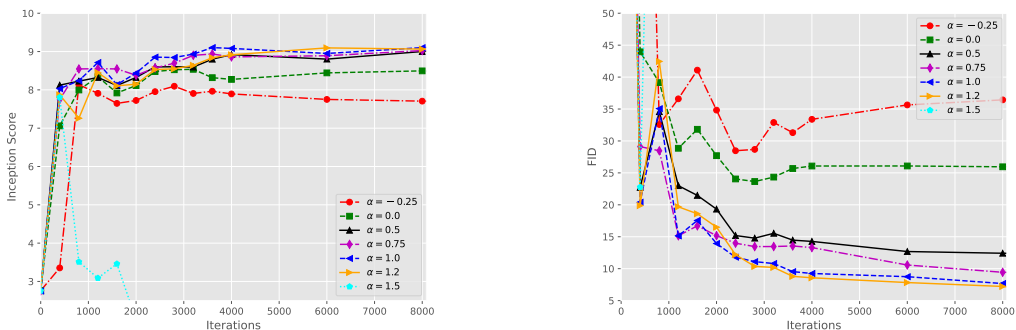 10
9
8
7
6
5
4
3
0 1000 2000 3000 4000 5000 6000 7000 8000
Inception Score
Iterations
α = −0.25
α = 0.0
α = 0.5
α = 0.75
α = 1.0
α = 1.2
α = 1.5
50
45
40
35
30
25
20
15
10
5
0 1000 2000 3000 4000 5000 6000 7000 8000
FID
Iterations
α = −0.25
α = 0.0
α = 0.5
α = 0.75
α = 1.0
α = 1.2
α = 1.5